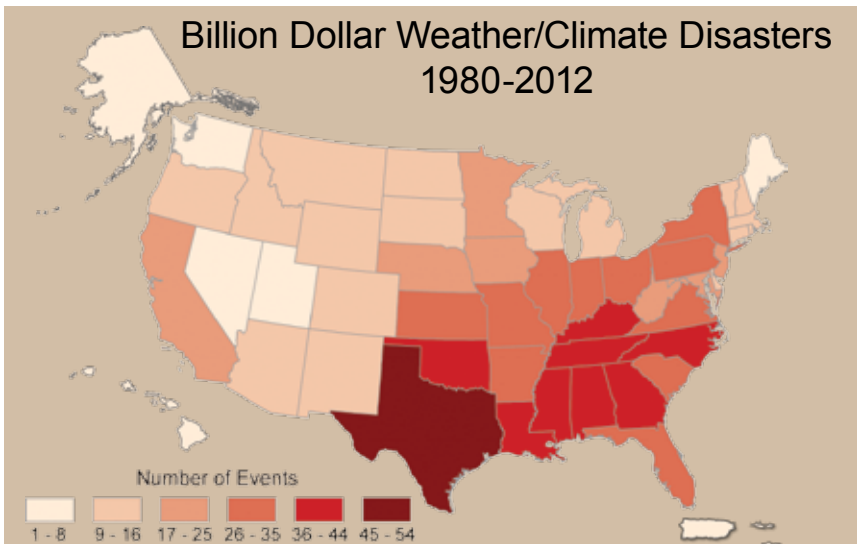 Billion Dollar Weather/Climate Disasters
1980-2012
Number of Events
1 - 8 9 - 16 17 - 25 26 - 35 36 - 44 45 - 54